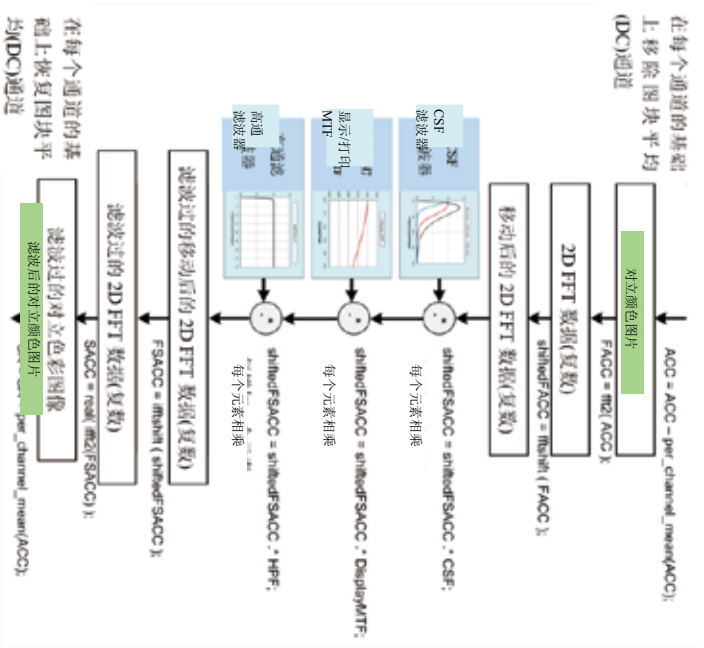 在每个通道的基础
上移除图块平均
(DC)通道
ACC = ACC – per_channel_mean(ACC);
对立颜色图片
FACC = fft2( ACC );
2D FFT 数据(复数)
shiftedFACC = fftshift ( FACC );
移动后的 2D FFT 数据(复数)
CSF
滤波器
shiftedFSACC = shiftedFSACC .* CSF;
每个元素相乘
显示/打印
MTF
shiftedFSACC = shiftedFSACC .* DisplayMTF;
每个元素相乘
高通
滤波器
shiftedFSACC = shiftedFSACC .* HPF;
每个元素相乘
滤波过的移动后的 2D FFT 数据(复数)
FSACC = ifftshift ( shiftedFSACC );
滤波过的 2D FFT 数据(复数)
SACC = real( ifft2(FSACC) );
在每个通道的基
础上恢复图块平
均(DC)通道
滤波过的对立色彩图像
滤波后的对立颜色图片
per_channel_mean(ACC);